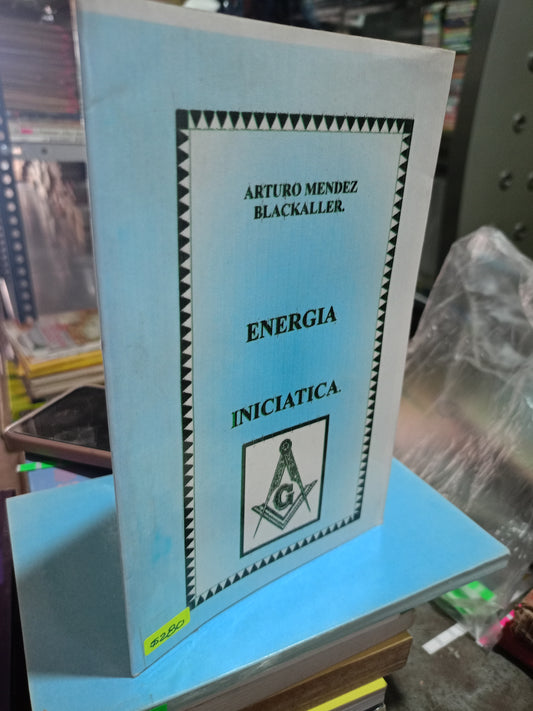 ARTURO MENDEZ
BLACKALLER.
ENERGIA
INICIATICA.
G
$280